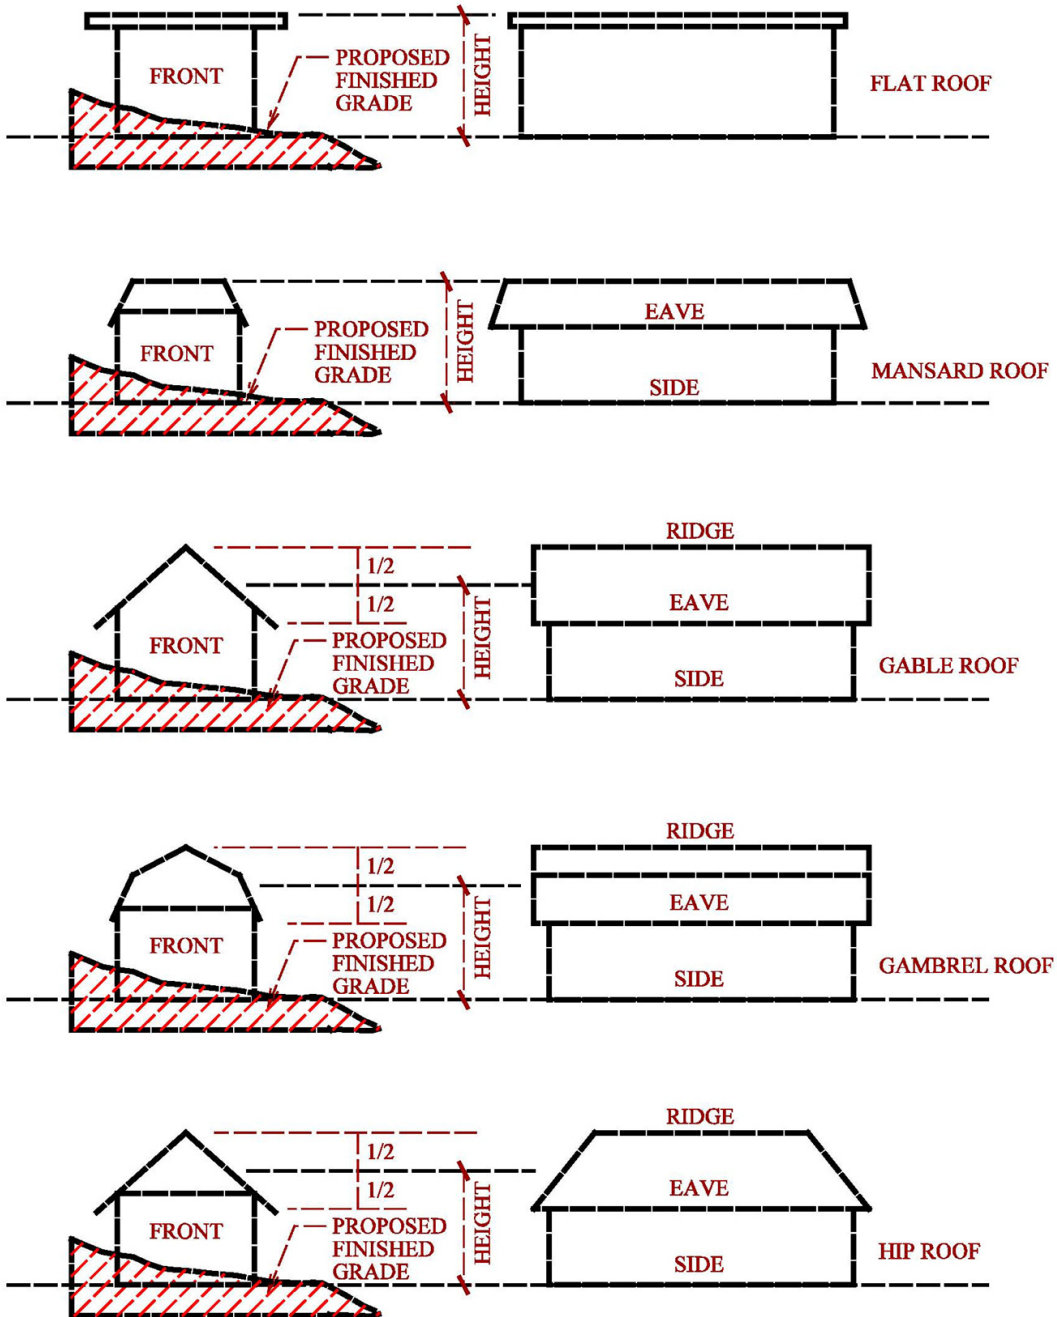 FRONT
PROPOSED
FINISHED
GRADE
HEIGHT
FLAT ROOF
FRONT
PROPOSED
FINISHED
GRADE
HEIGHT
EAVE
SIDE
MANSARD ROOF
FRONT
1/2
1/2
PROPOSED
FINISHED
GRADE
HEIGHT
RIDGE
EAVE
SIDE
GABLE ROOF
FRONT
1/2
1/2
PROPOSED
FINISHED
GRADE
HEIGHT
RIDGE
EAVE
SIDE
GAMBREL ROOF
FRONT
1/2
1/2
PROPOSED
FINISHED
GRADE
HEIGHT
RIDGE
EAVE
SIDE
HIP ROOF